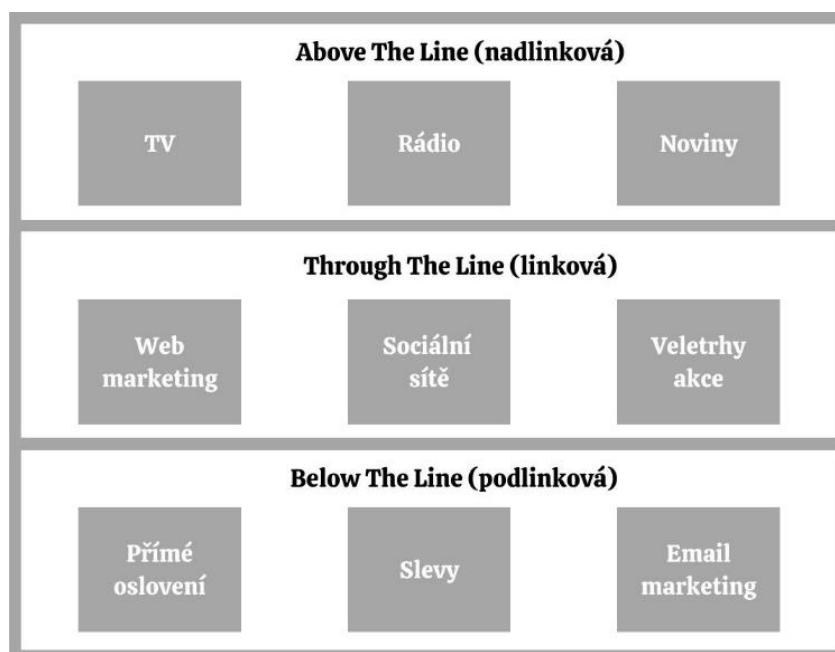 Above The Line (nadlinková)
TV
Rádio
Noviny
Through The Line (linková)
Web
marketing
Sociální
sítě
Veletrhy
akce
Below The Line (podlinková)
Přímé
oslovení
Slevy
Email
marketing